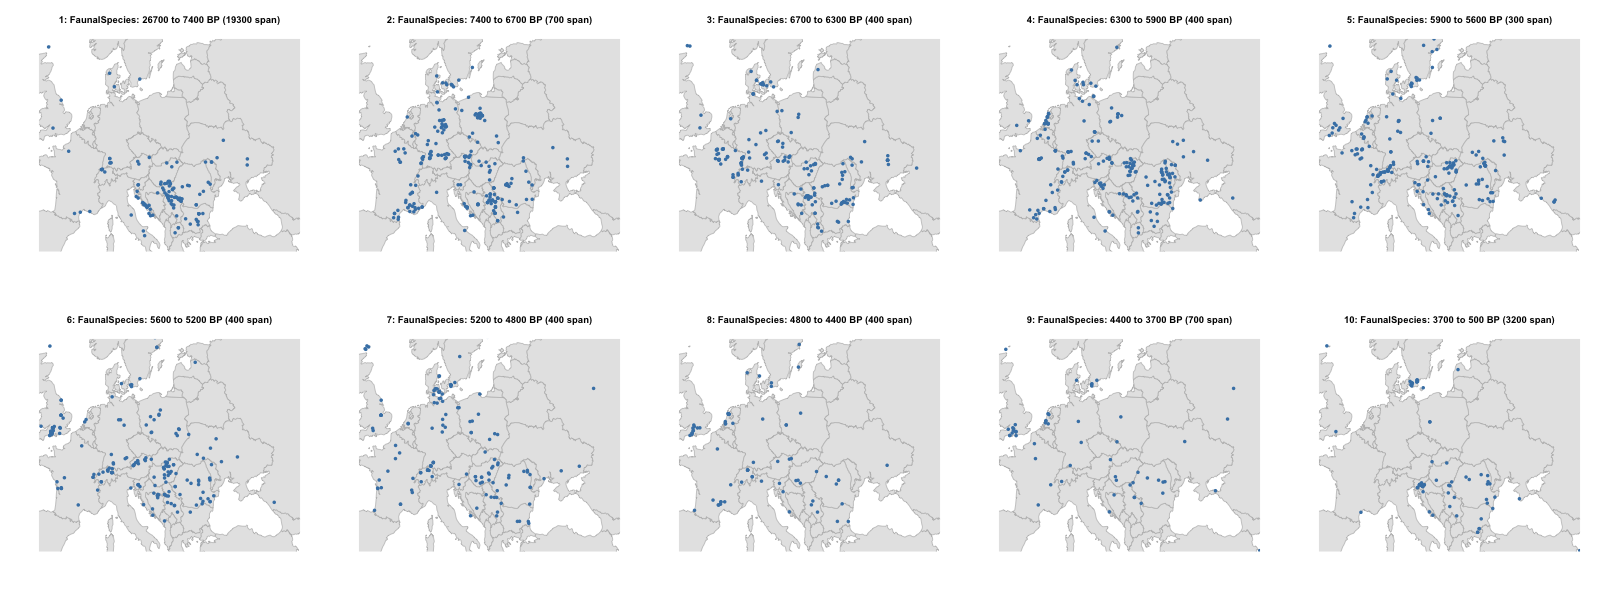 1: FaunalSpecies: 26700 to 7400 BP (19300 span)
2: FaunalSpecies: 7400 to 6700 BP (700 span)
3: FaunalSpecies: 6700 to 6300 BP (400 span)
4: FaunalSpecies: 6300 to 5900 BP (400 span)
5: FaunalSpecies: 5900 to 5600 BP (300 span)
6: FaunalSpecies: 5600 to 5200 BP (400 span)
7: FaunalSpecies: 5200 to 4800 BP (400 span)
8: FaunalSpecies: 4800 to 4400 BP (400 span)
9: FaunalSpecies: 4400 to 3700 BP (700 span)
10: FaunalSpecies: 3700 to 500 BP (3200 span)